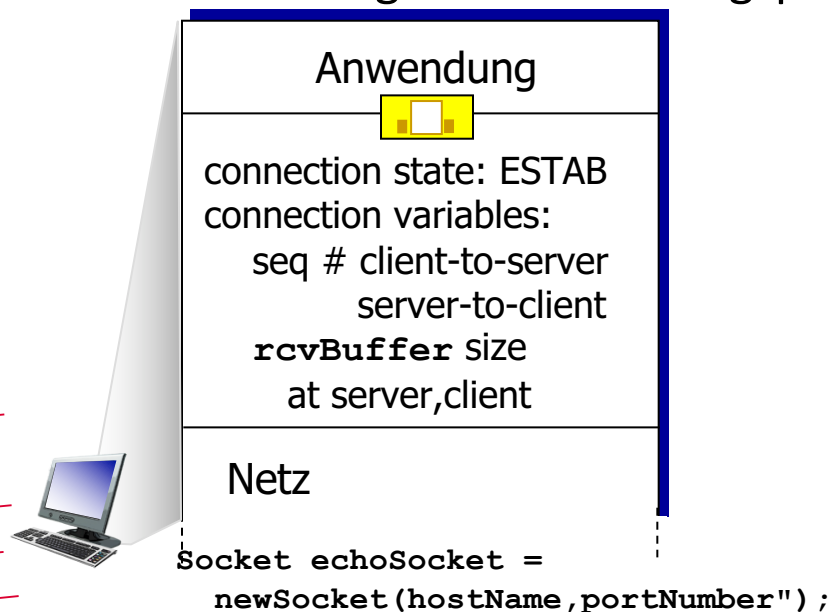 Anwendung
connection state: ESTAB
connection variables:
seq # client-to-server
server-to-client
rcvBuffer size
at server,client
Netz
Socket echoSocket =
newSocket(hostName,portNumber");